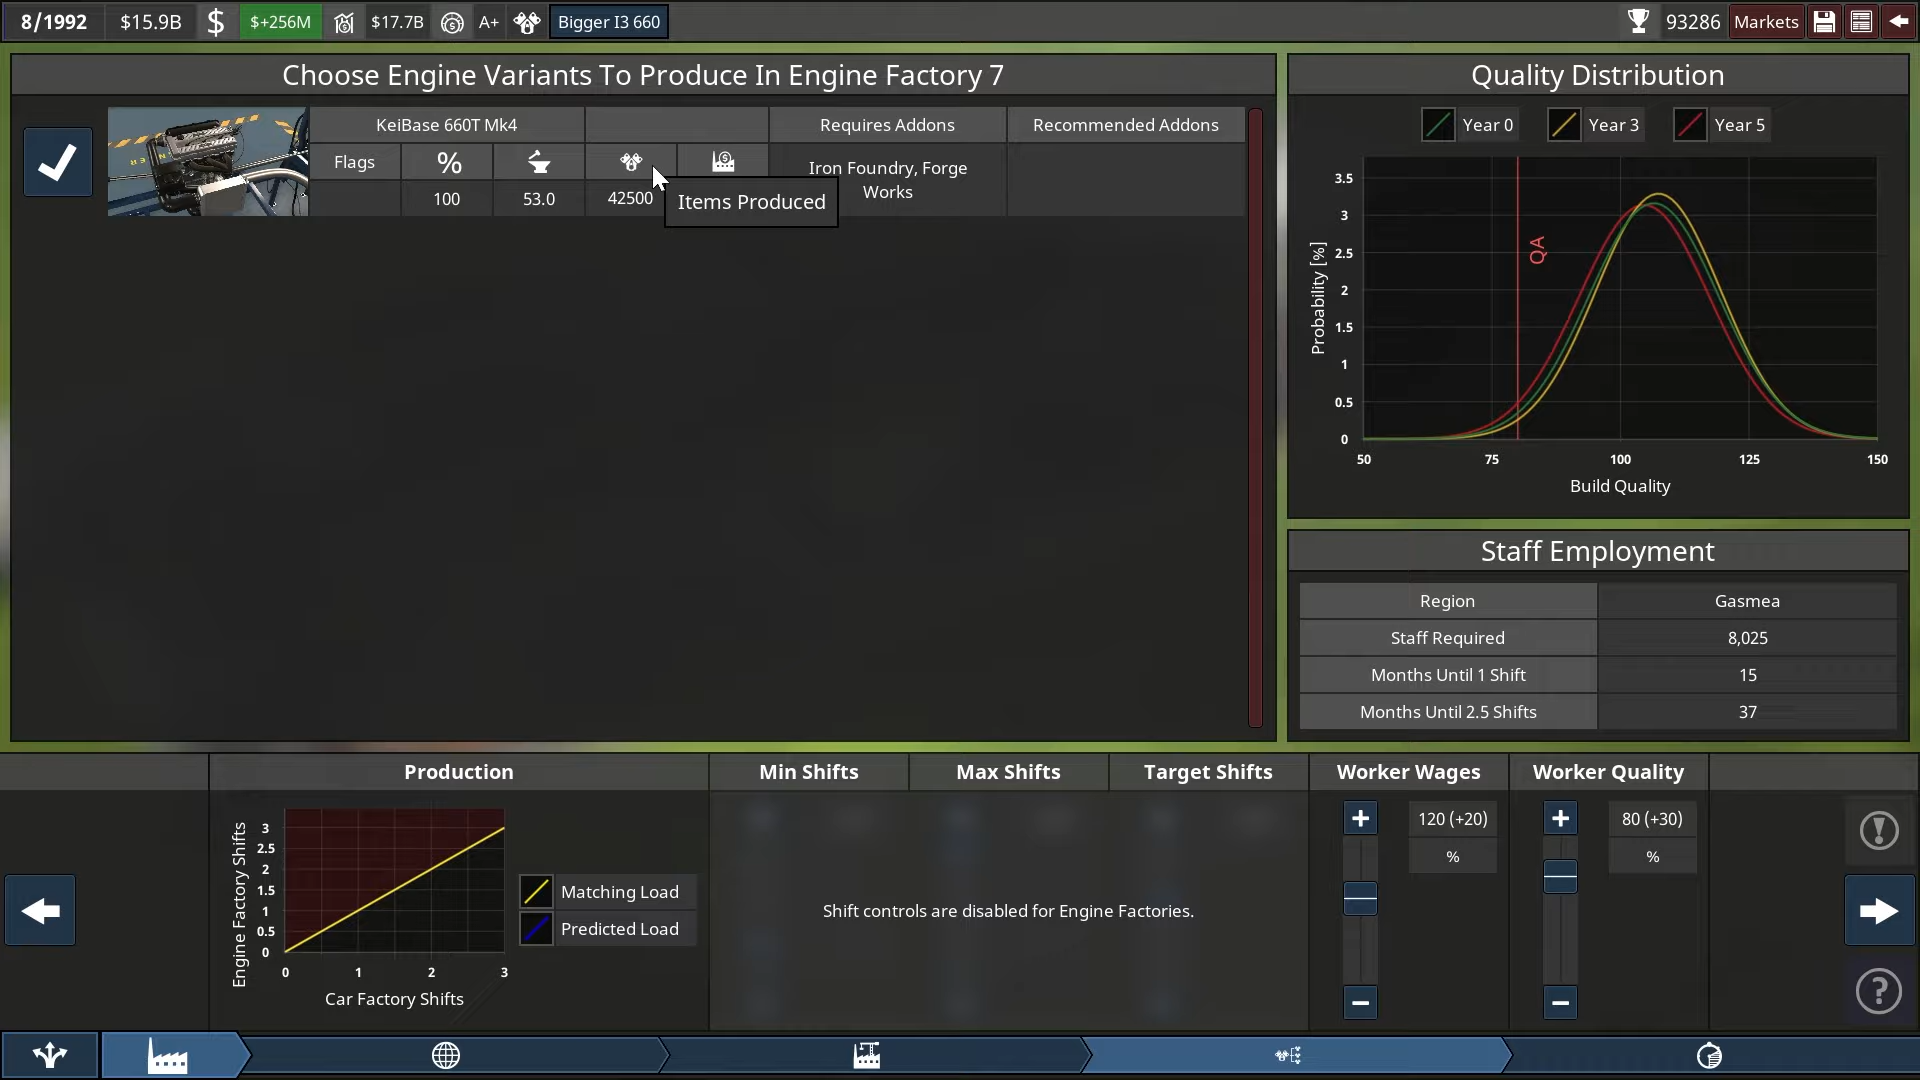 8/1992
$15.9B
$+256M
$17.7B
A+
Bigger I3 660
93286
Markets
Choose Engine Variants To Produce In Engine Factory 7
KeiBase 660T Mk4
Requires Addons
Recommended Addons
Flags
%
Iron Foundry, Forge
Works
100
53.0
42500
Items Produced
Quality Distribution
Year 0
Year 3
Year 5
Probability [%]
3.5
3
2.5
2
1.5
1
0.5
0
QA
50
75
100
125
150
Build Quality
Staff Employment
Region
Gasmea
Staff Required
8,025
Months Until 1 Shift
15
Months Until 2.5 Shifts
37
Production
Min Shifts
Max Shifts
Target Shifts
Worker Wages
Worker Quality
Engine Factory Shifts
3
2.5
2
1.5
1
0.5
0
0
1
2
3
Car Factory Shifts
Matching Load
Predicted Load
Shift controls are disabled for Engine Factories.
120 (+20)
%
80 (+30)
%